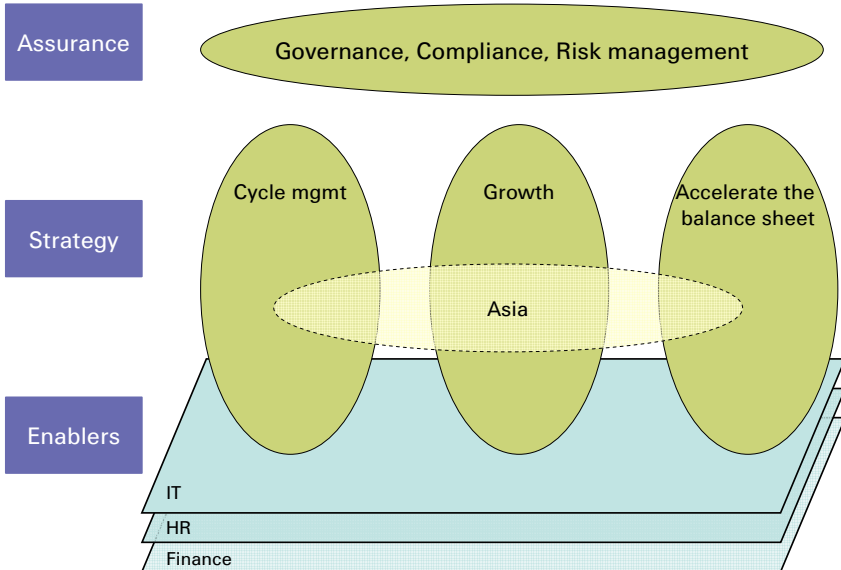 Assurance
Governance, Compliance, Risk management
Cycle mgmt
Growth
Accelerate the
balance sheet
Strategy
Asia
Enablers
IT
HR
Finance